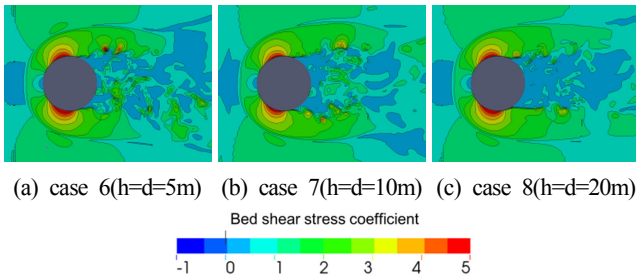 (a) case 6(h=d=5m) (b) case 7(h=d=10m) (c) case 8(h=d=20m)
Bed shear stress coefficient
-1 0 1 2 3 4 5